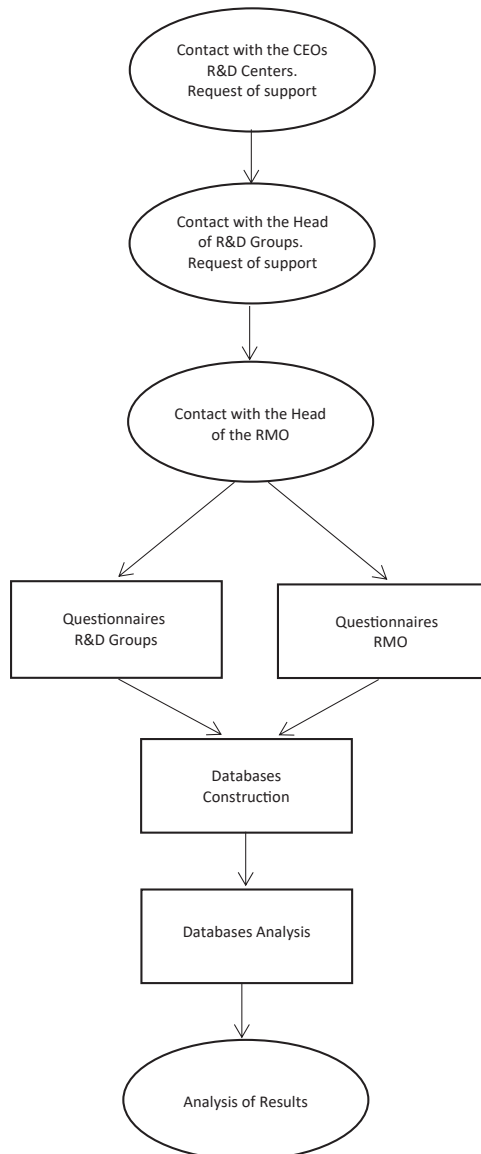 Contact with the CEOs
R&D Centers.
Request of support
Contact with the Head
of R&D Groups.
Request of support
Contact with the Head
of the RMO
Questionnaires
R&D Groups
Questionnaires
RMO
Databases
Construction
Databases Analysis
Analysis of Results